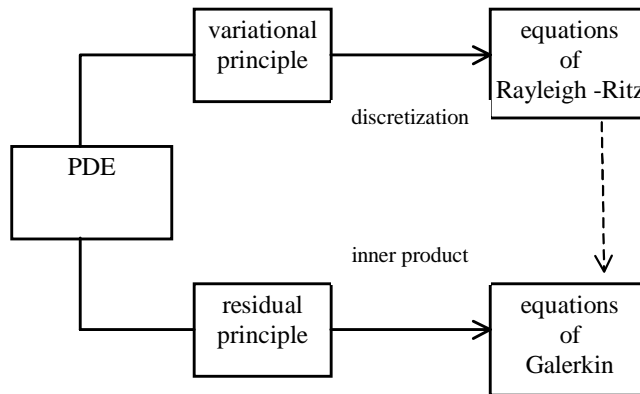 variational
principle
equations
of
Rayleigh -Ritz
discretization
PDE
inner product
residual
principle
equations
of
Galerkin